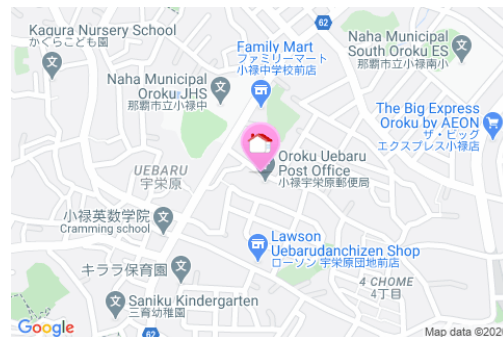 Kagura Nursery School
かぐらこども園
62
Family Mart
ファミリーマート
小禄中学校前店
Naha Municipal
South Oroku ES
那覇市立小禄南小
Naha Municipal
Oroku JHS
那覇市立小禄中
The Big Express
Oroku by AEON
ザ・ビッグ
エクスプレス小禄店
UEBARU
宇栄原
Oroku Uebaru
Post Office
小禄宇栄原郵便局
小禄英数学院
Cramming school
Lawson
Uebarudanchizen Shop
ローソン 宇栄原団地前店
キララ保育園
4 CHOME
4丁目
Saniku Kindergarten
三育幼稚園
62
Google
Map data ©202